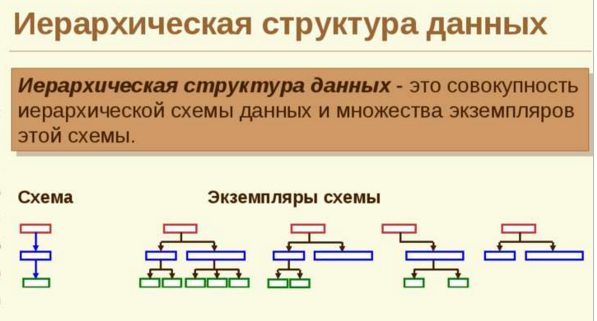 Иерархическая структура данных
Иерархическая структура данных - это совокупность
иерархической схемы данных и множества экземпляров
этой схемы.
Схема
Экземпляры схемы